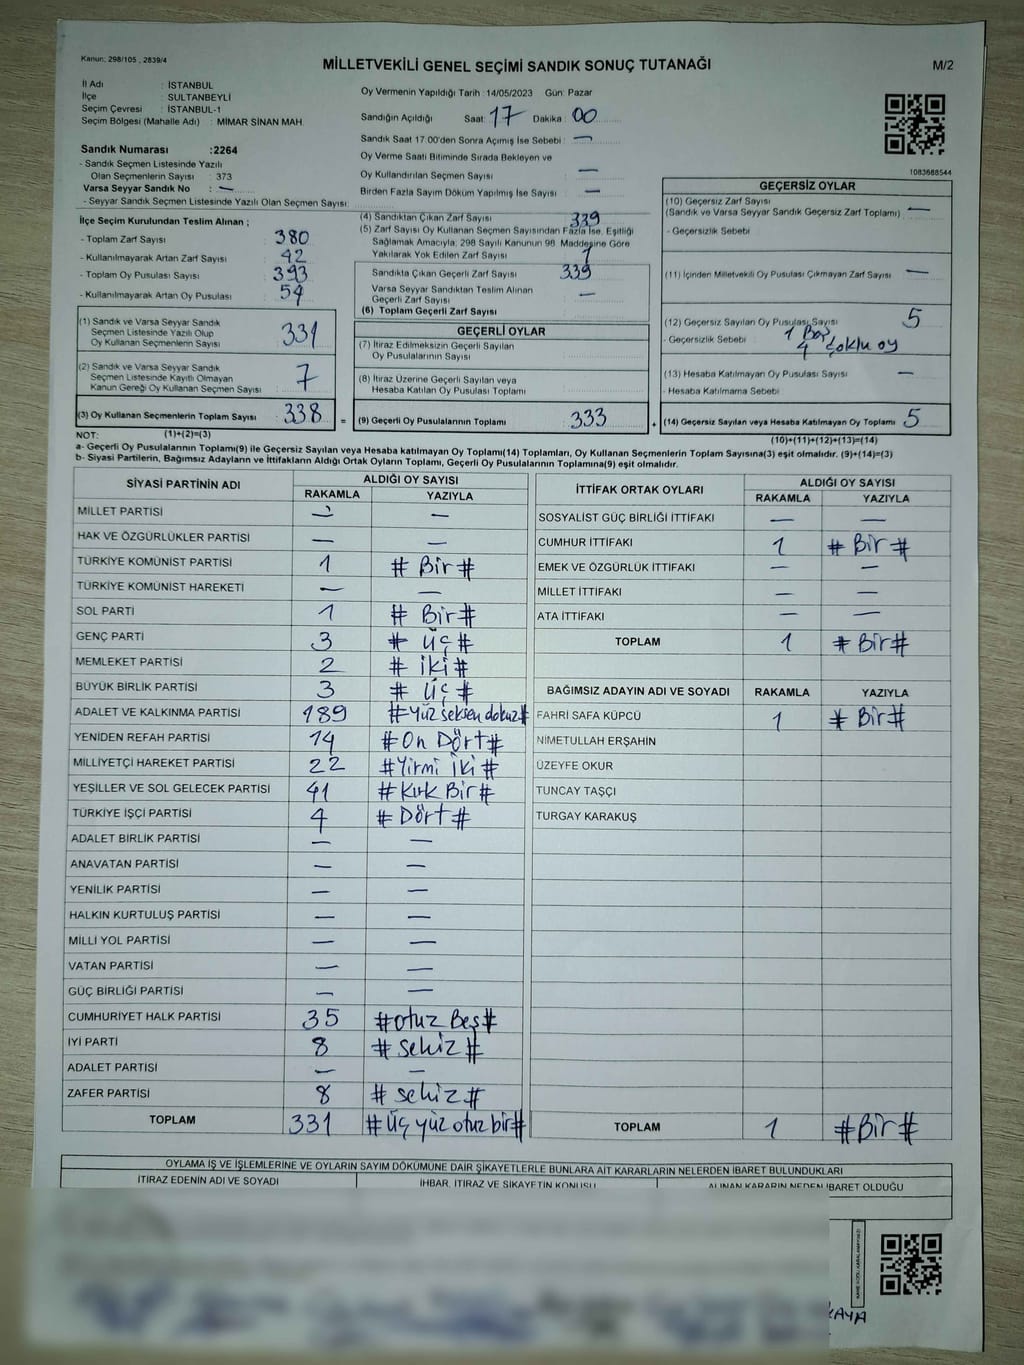 Kanun: 298/105 , 2839/4
MİLLETVEKİLİ GENEL SEÇİMİ SANDIK SONUÇ TUTANAĞI
M/2
İl Adı : İSTANBUL
İlçe : SULTANBEYLİ
Seçim Çevresi : İSTANBUL-1
Seçim Bölgesi (Mahalle Adı) : MİMAR SİNAN MAH.
Sandık Numarası :2264
- Sandık Seçmen Listesinde Yazılı
Olan Seçmenlerin Sayısı : 373
Varsa Seyyar Sandık No : —
- Seyyar Sandık Seçmen Listesinde Yazılı Olan Seçmen Sayısı:
Oy Vermenin Yapıldığı Tarih :14/05/2023 Gün: Pazar
Sandığın Açıldığı Saat: 17 Dakika : 00
Sandık Saat 17.00'den Sonra Açılmış İse Sebebi : —
Oy Verme Saati Bitiminde Sırada Bekleyen ve
Oy Kullandırılan Seçmen Sayısı : —
Birden Fazla Sayım Döküm Yapılmış İse Sayısı : —
1083668544
İlçe Seçim Kurulundan Teslim Alınan ;
- Toplam Zarf Sayısı : 380
- Kullanılmayarak Artan Zarf Sayısı : 42
- Toplam Oy Pusulası Sayısı : 393
- Kullanılmayarak Artan Oy Pusulası : 54
(1) Sandık ve Varsa Seyyar Sandık
Seçmen Listesinde Yazılı Olup
Oy Kullanan Seçmenlerin Sayısı : 331
(2) Sandık ve Varsa Seyyar Sandık
Seçmen Listesinde Kayıtlı Olmayan
Kanun Gereği Oy Kullanan Seçmen Sayısı : 7
(3) Oy Kullanan Seçmenlerin Toplam Sayısı : 338
(4) Sandıktan Çıkan Zarf Sayısı : 339
(5) Zarf Sayısı Oy Kullanan Seçmen Sayısından Fazla İse, Eşitliği
Sağlamak Amacıyla; 298 Sayılı Kanunun 98. Maddesine Göre
Yakılarak Yok Edilen Zarf Sayısı : 1
Sandıkta Çıkan Geçerli Zarf Sayısı : 339
Varsa Seyyar Sandıktan Teslim Alınan
Geçerli Zarf Sayısı : —
(6) Toplam Geçerli Zarf Sayısı :
GEÇERLİ OYLAR
(7) İtiraz Edilmeksizin Geçerli Sayılan
Oy Pusulalarının Sayısı :
(8) İtiraz Üzerine Geçerli Sayılan veya
Hesaba Katılan Oy Pusulası Toplamı :
= (9) Geçerli Oy Pusulalarının Toplamı : 333
GEÇERSİZ OYLAR
(10) Geçersiz Zarf Sayısı : —
(Sandık ve Varsa Seyyar Sandık Geçersiz Zarf Toplamı)
- Geçersizlik Sebebi :
(11) İçinden Milletvekili Oy Pusulası Çıkmayan Zarf Sayısı : —
(12) Geçersiz Sayılan Oy Pusulası Sayısı : 5
- Geçersizlik Sebebi : 1 Boş
4 Çoklu oy
(13) Hesaba Katılmayan Oy Pusulası Sayısı : —
- Hesaba Katılmama Sebebi :
+ (14) Geçersiz Sayılan veya Hesaba Katılmayan Oy Toplamı : 5
NOT: (1)+(2)=(3)
(10)+(11)+(12)+(13)=(14)
a- Geçerli Oy Pusulalarının Toplamı(9) ile Geçersiz Sayılan veya Hesaba katılmayan Oy Toplamı(14) Toplamları, Oy Kullanan Seçmenlerin Toplam Sayısına(3) eşit olmalıdır. (9)+(14)=(3)
b- Siyasi Partilerin, Bağımsız Adayların ve İttifakların Aldığı Ortak Oyların Toplamı, Geçerli Oy Pusulalarının Toplamına(9) eşit olmalıdır.
SİYASİ PARTİNİN ADI ALDIĞI OY SAYISI
RAKAMLA YAZIYLA
MİLLET PARTİSİ — —
HAK VE ÖZGÜRLÜKLER PARTİSİ — —
TÜRKİYE KOMÜNİST PARTİSİ 1 # Bir #
TÜRKİYE KOMÜNİST HAREKETİ — —
SOL PARTİ 1 # Bir #
GENÇ PARTİ 3 # Üç #
MEMLEKET PARTİSİ 2 # iki #
BÜYÜK BİRLİK PARTİSİ 3 # Üç #
ADALET VE KALKINMA PARTİSİ 189 #Yüz seksen dokuz#
YENİDEN REFAH PARTİSİ 14 #On Dört#
MİLLİYETÇİ HAREKET PARTİSİ 22 #Yirmi İki #
YEŞİLLER VE SOL GELECEK PARTİSİ 41 #Kırk Bir#
TÜRKİYE İŞÇİ PARTİSİ 4 # Dört #
ADALET BİRLİK PARTİSİ — —
ANAVATAN PARTİSİ — —
YENİLİK PARTİSİ — —
HALKIN KURTULUŞ PARTİSİ — —
MİLLİ YOL PARTİSİ — —
VATAN PARTİSİ — —
GÜÇ BİRLİĞİ PARTİSİ — —
CUMHURİYET HALK PARTİSİ 35 #otuz Beş#
İYİ PARTİ 8 # sekiz #
ADALET PARTİSİ — —
ZAFER PARTİSİ 8 # sekiz #
TOPLAM 331 #Üç yüz otuz bir#
İTTİFAK ORTAK OYLARI ALDIĞI OY SAYISI
RAKAMLA YAZIYLA
SOSYALİST GÜÇ BİRLİĞİ İTTİFAKI — —
CUMHUR İTTİFAKI 1 # Bir #
EMEK VE ÖZGÜRLÜK İTTİFAKI — —
MİLLET İTTİFAKI — —
ATA İTTİFAKI — —
TOPLAM 1 # Bir #
BAĞIMSIZ ADAYIN ADI VE SOYADI RAKAMLA YAZIYLA
FAHRİ SAFA KÜPCÜ 1 # Bir #
NİMETULLAH ERŞAHİN
ÜZEYFE OKUR
TUNCAY TAŞÇI
TURGAY KARAKUŞ
TOPLAM 1 #Bir #
OYLAMA İŞ VE İŞLEMLERİNE VE OYLARIN SAYIM DÖKÜMÜNE DAİR ŞİKAYETLERLE BUNLARA AİT KARARLARIN NELERDEN İBARET BULUNDUKLARI
İTİRAZ EDENİN ADI VE SOYADI İHBAR, İTİRAZ VE ŞİKAYETİN KONUSU ALINAN KARARIN NEDEN İBARET OLDUĞU